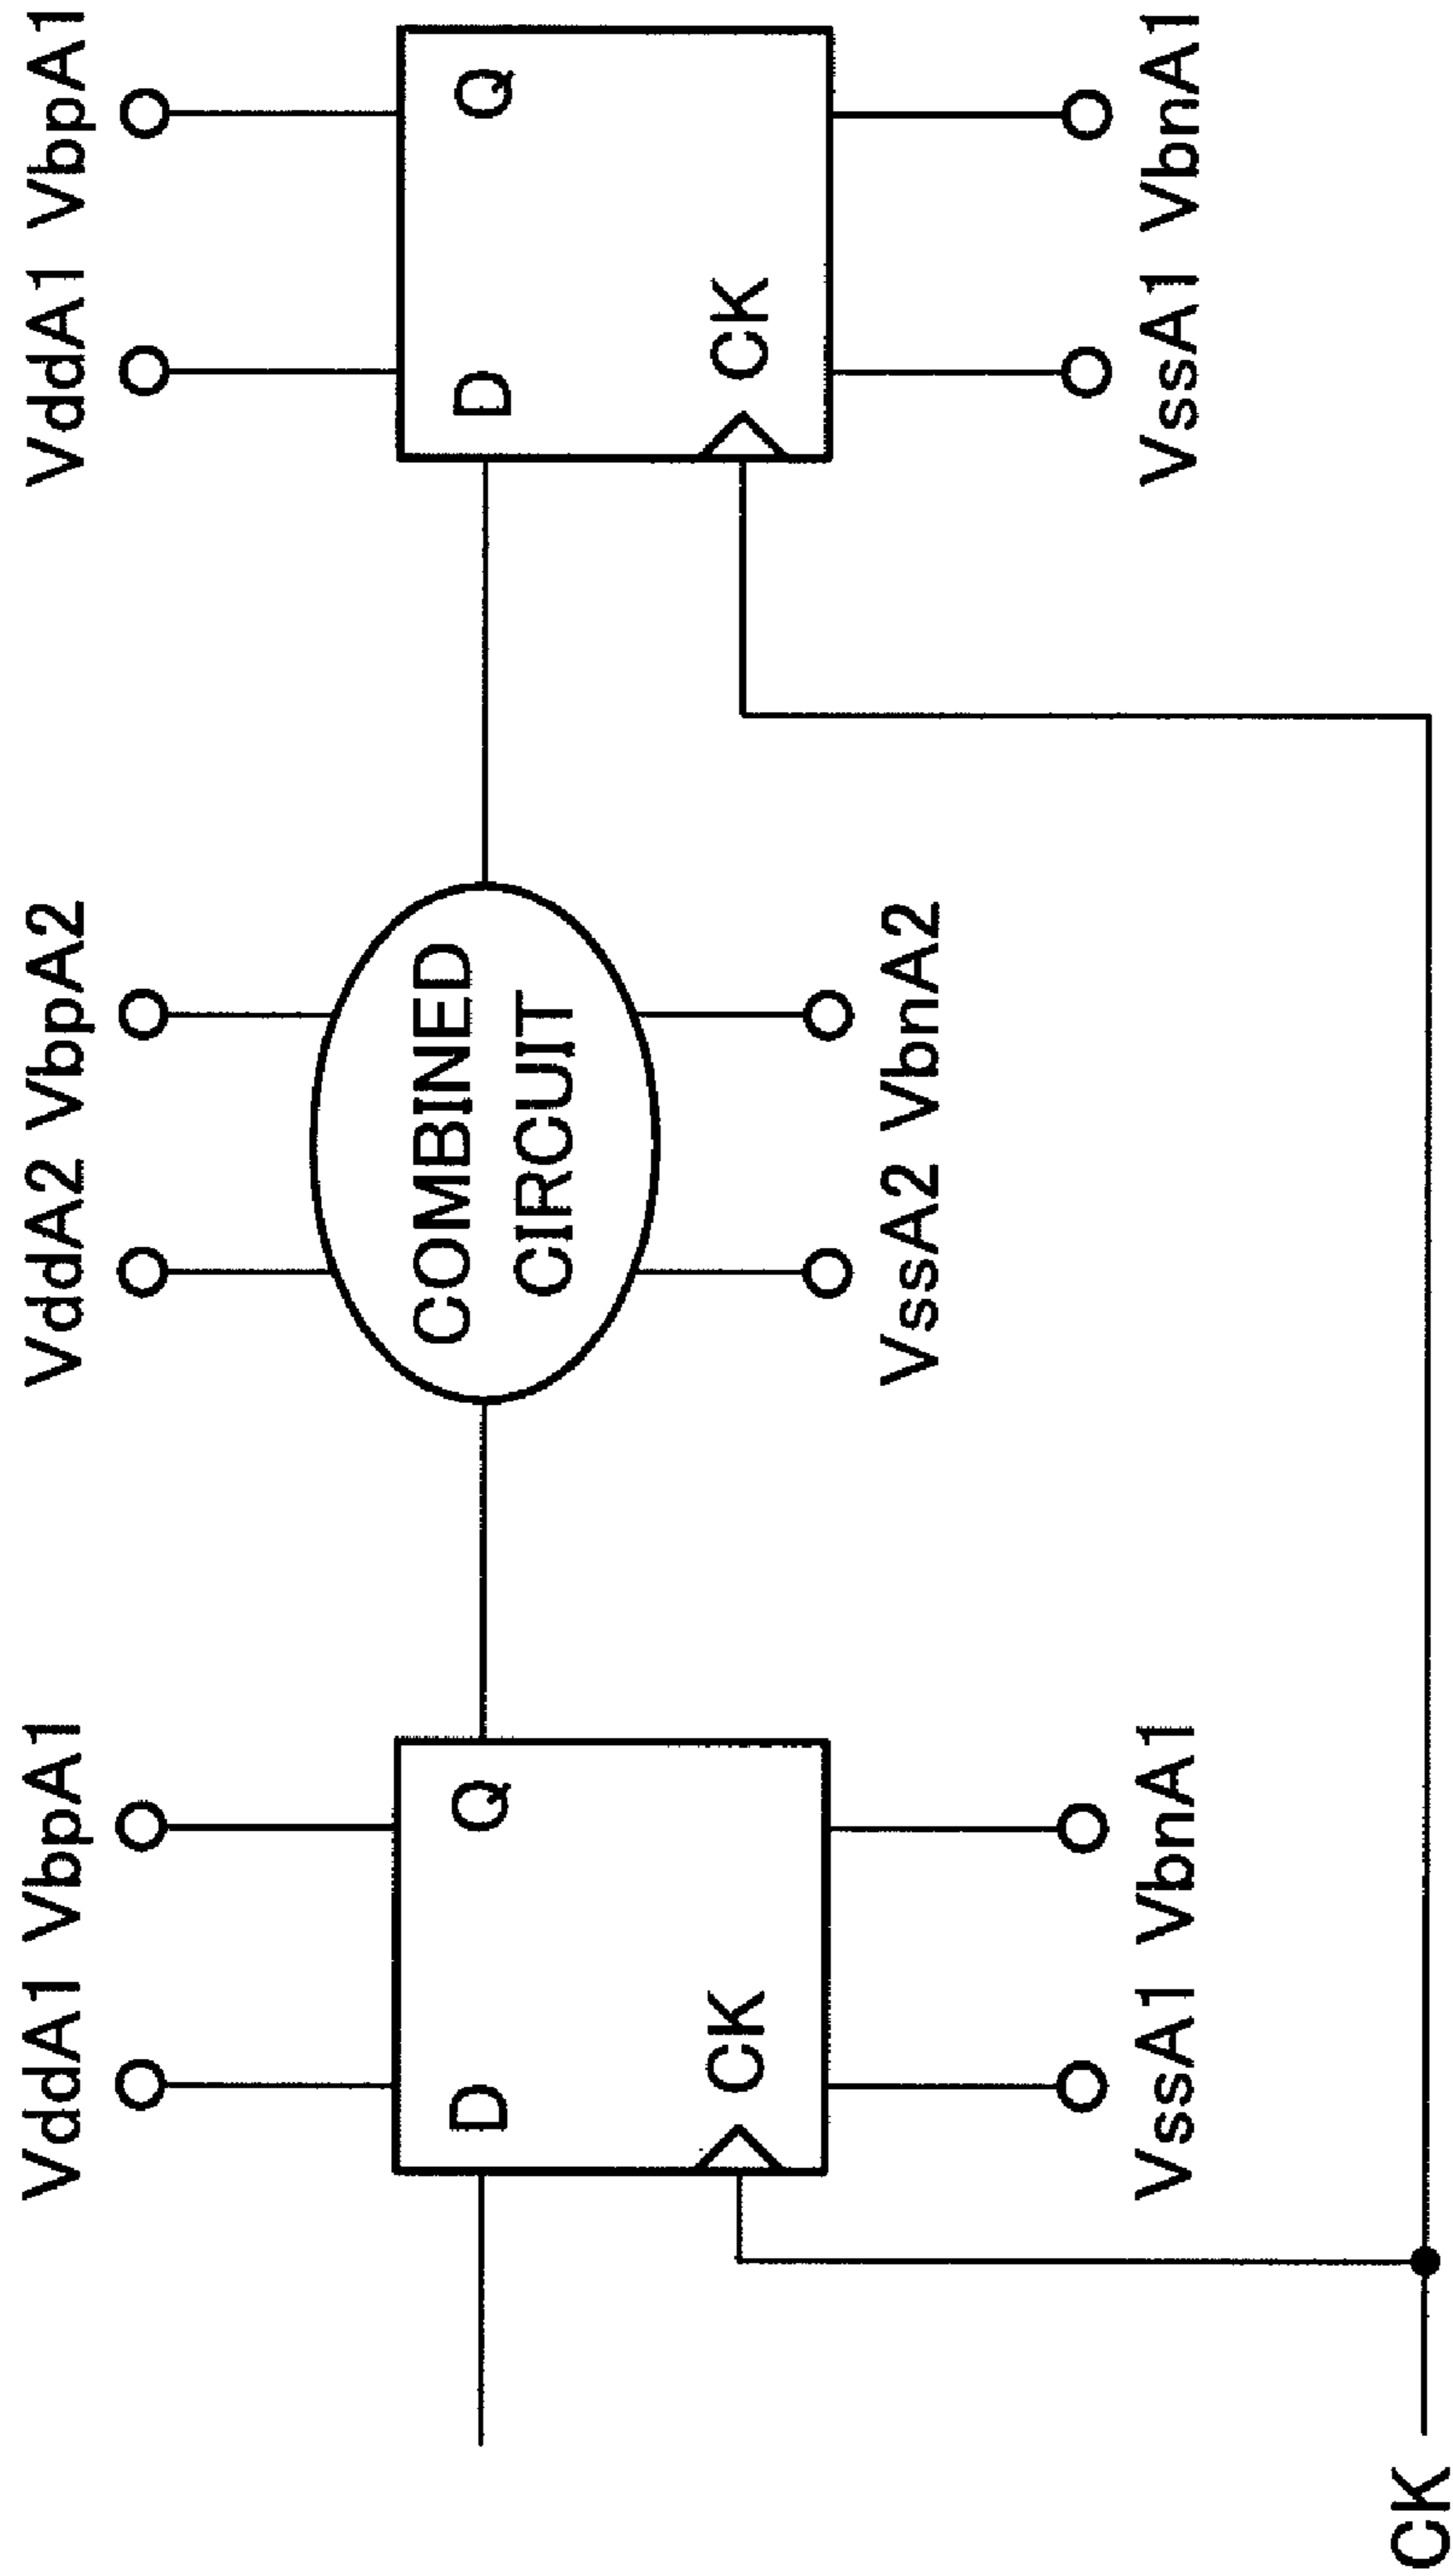 VddA1 VbpA1
VddA2 VbpA2
VddA1 VbpA1
D
Q
CK
COMBINED
CIRCUIT
D
Q
CK
VssA1 VbnA1
VssA2 VbnA2
VssA1 VbnA1
CK